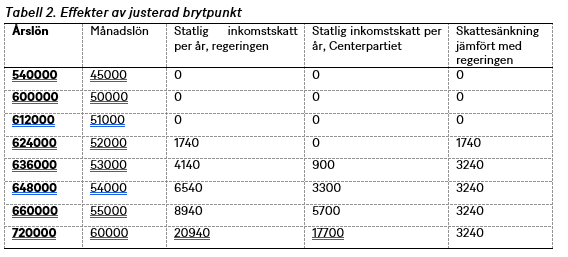 Tabell 2. Effekter av justerad brytpunkt
Årslön Månadslön Statlig inkomstskatt per år, regeringen Statlig inkomstskatt per år, Centerpartiet Skattesänkning jämfört med regeringen
540000 45000 0 0 0
600000 50000 0 0 0
612000 51000 0 0 0
624000 52000 1740 0 1740
636000 53000 4140 900 3240
648000 54000 6540 3300 3240
660000 55000 8940 5700 3240
720000 60000 20940 17700 3240